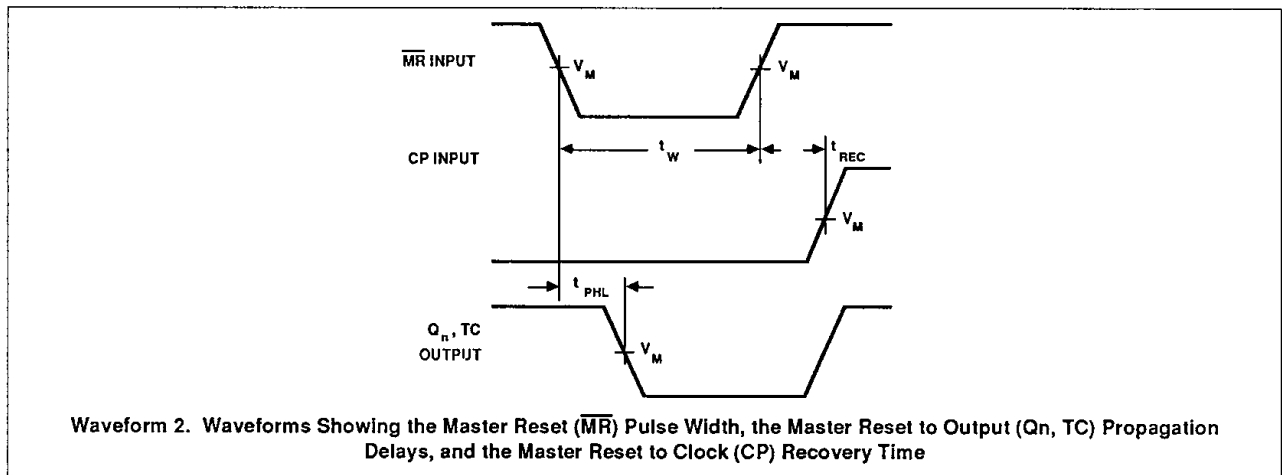 M̅R̅ INPUT
V_M
V_M
t_W
t_REC
CP INPUT
V_M
t_PHL
Q_n, TC
OUTPUT
V_M
Waveform 2. Waveforms Showing the Master Reset (M̅R̅) Pulse Width, the Master Reset to Output (Qn, TC) Propagation
Delays, and the Master Reset to Clock (CP) Recovery Time